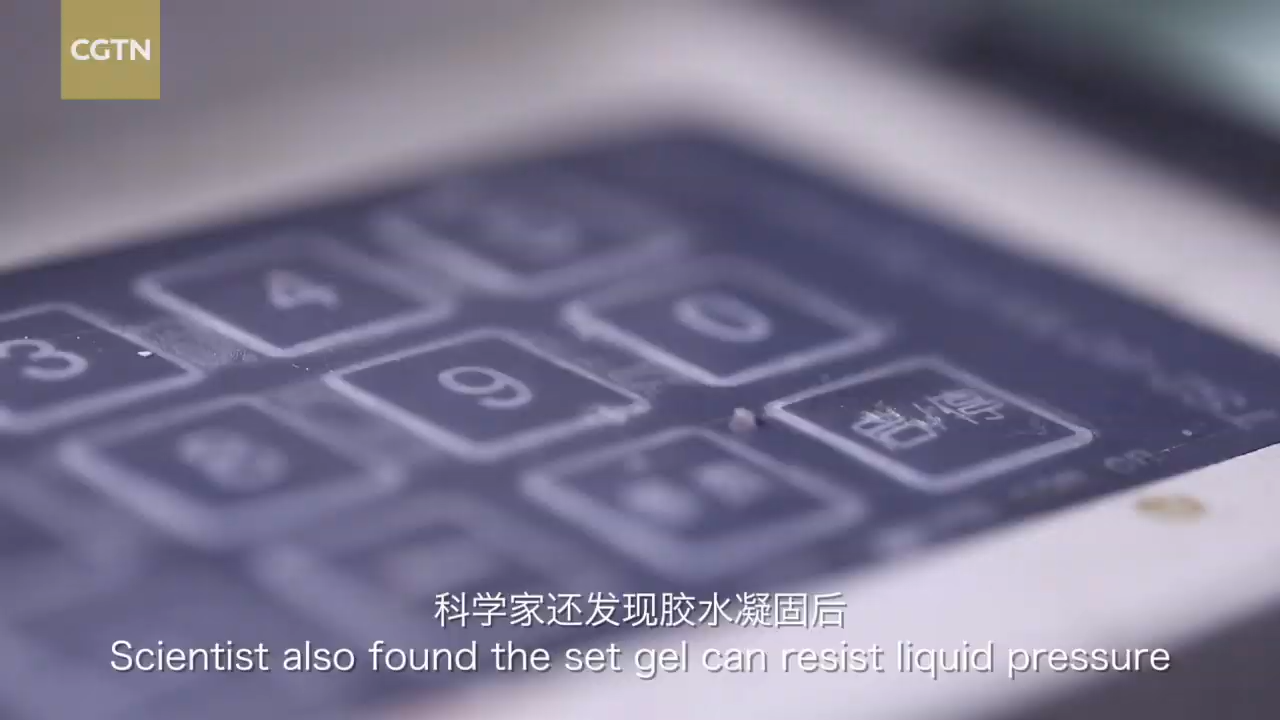 CGTN
4
0
3
9
科学家还发现胶水凝固后
Scientist also found the set gel can resist liquid pressure